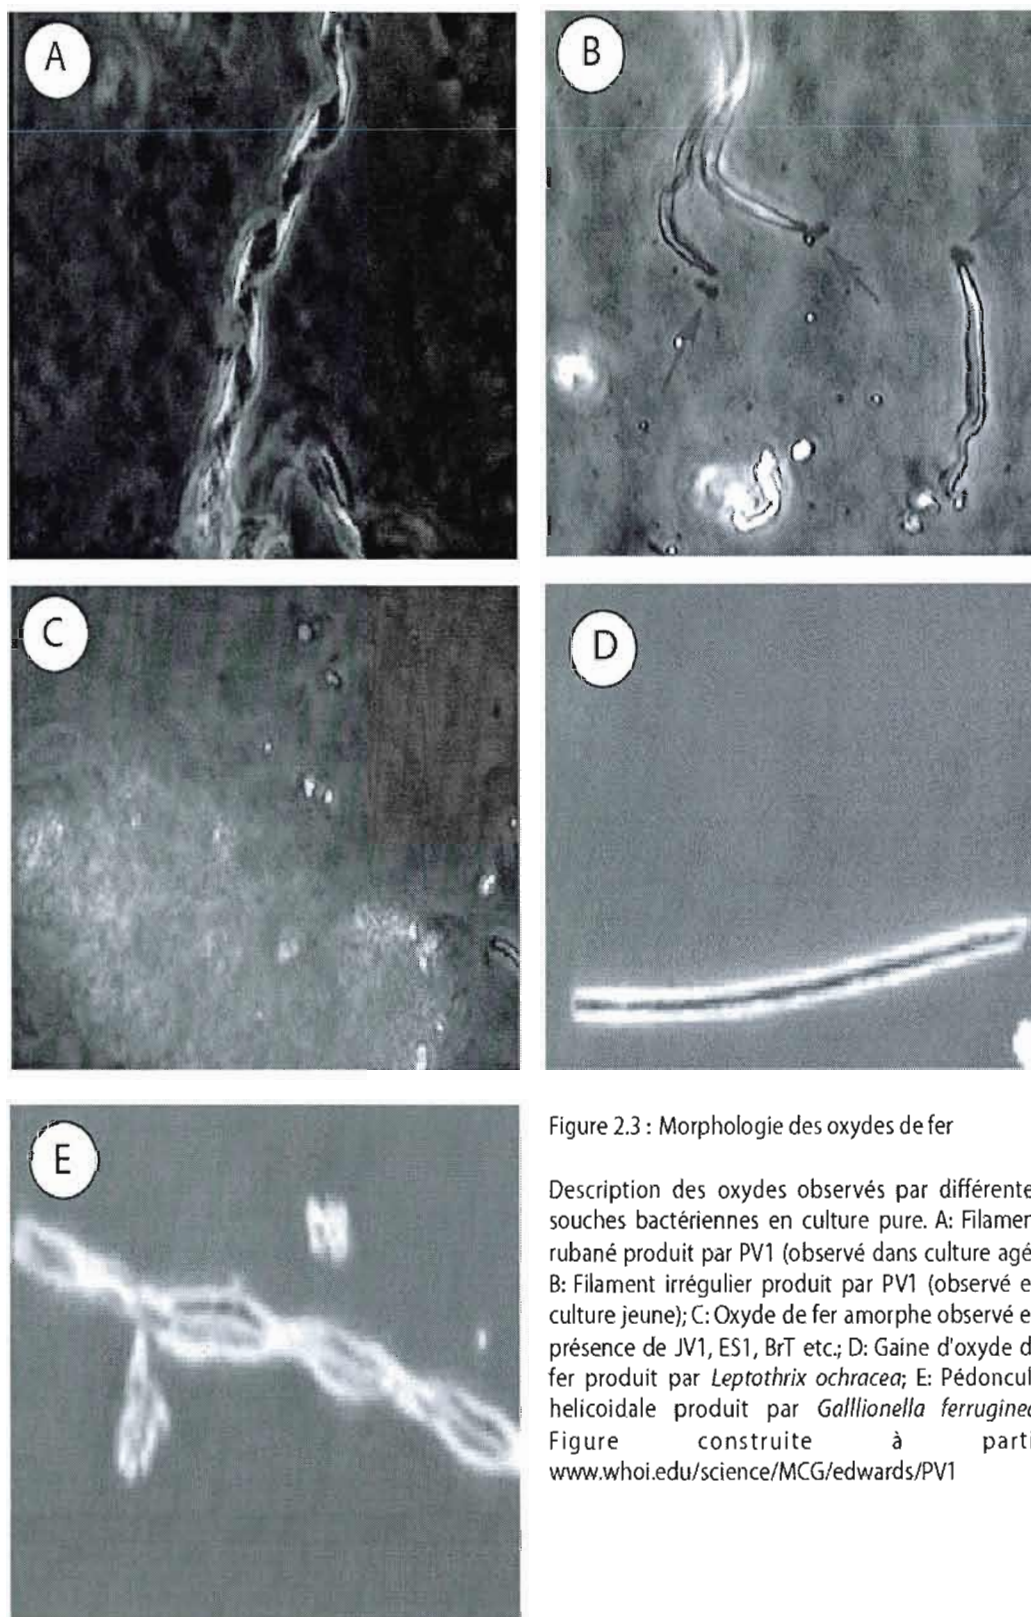 A
B
C
D
E
Figure 2.3 : Morphologie des oxydes de fer
Description des oxydes observés par différente
souches bactériennes en culture pure. A: Filamen
rubané produit par PV1 (observé dans culture agé
B: Filament irrégulier produit par PV1 (observé e
culture jeune); C: Oxyde de fer amorphe observé e
présence de JV1, ES1, BrT etc.; D: Gaine d'oxyde d
fer produit par Leptothrix ochracea; E: Pédoncul
helicoidale produit par Galllionella ferruginea
Figure construite à parti
www.whoi.edu/science/MCG/edwards/PV1